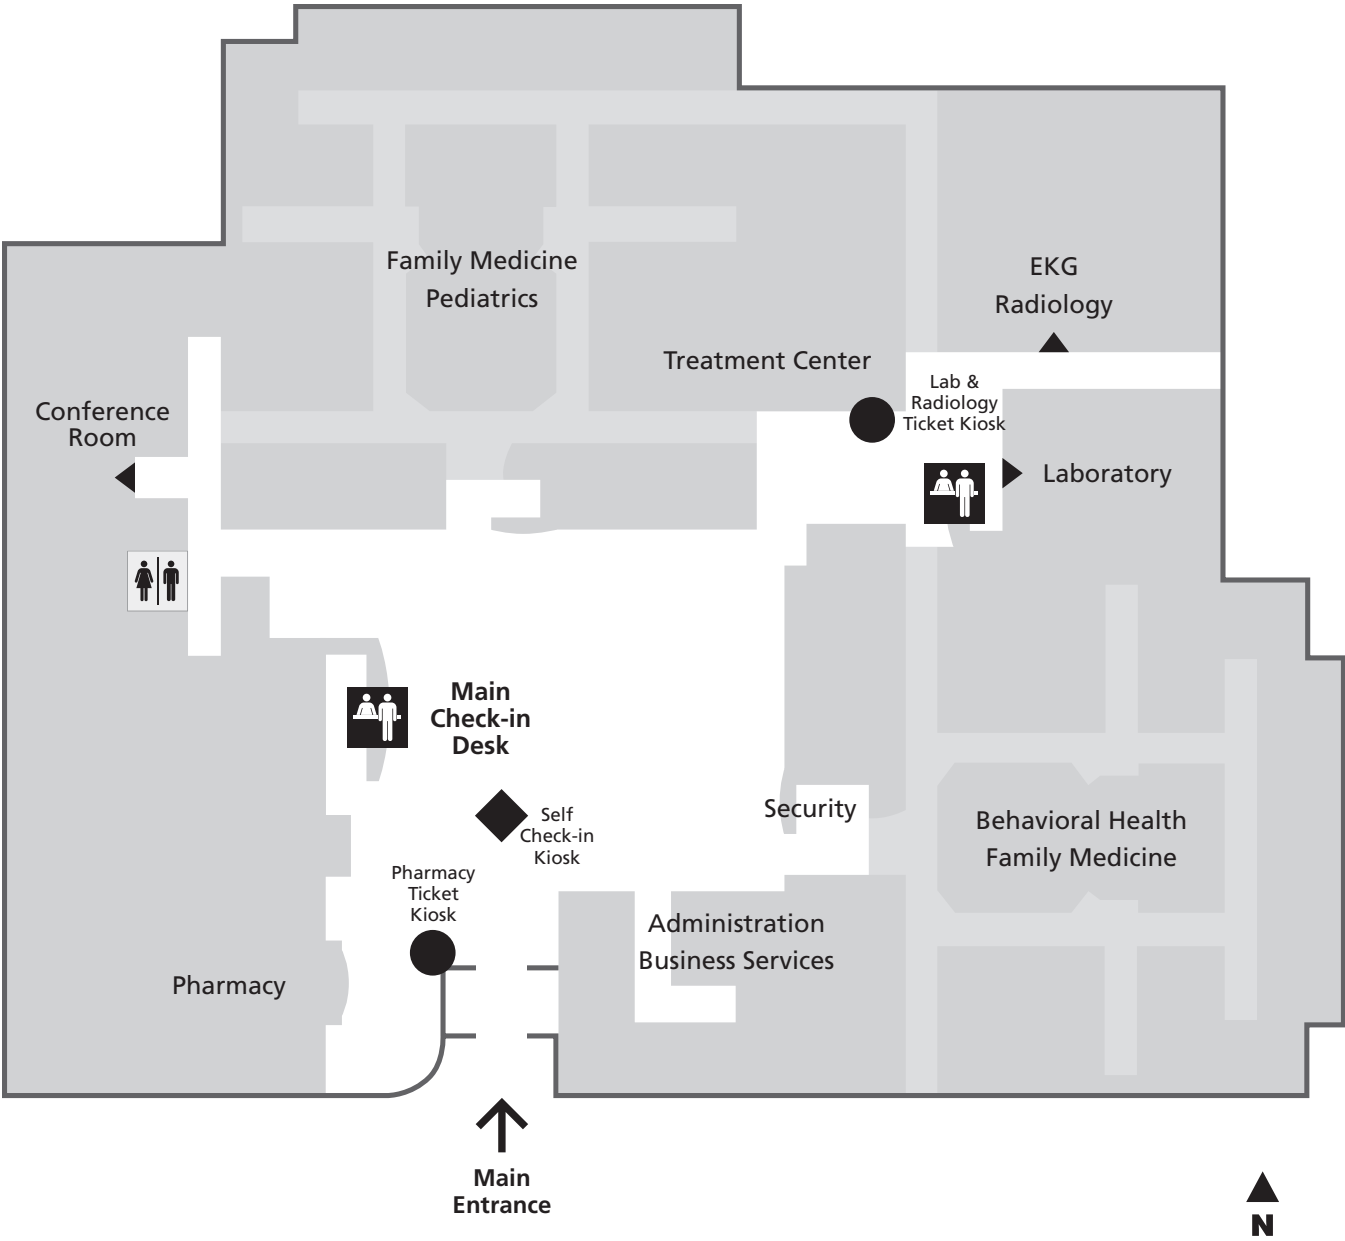 Family Medicine
Pediatrics
EKG
Radiology
Treatment Center
Lab &
Radiology
Ticket Kiosk
Conference
Room
Laboratory
Main
Check-in
Desk
Security
Self
Check-in
Kiosk
Behavioral Health
Family Medicine
Pharmacy
Ticket
Kiosk
Administration
Business Services
Pharmacy
Main
Entrance
N